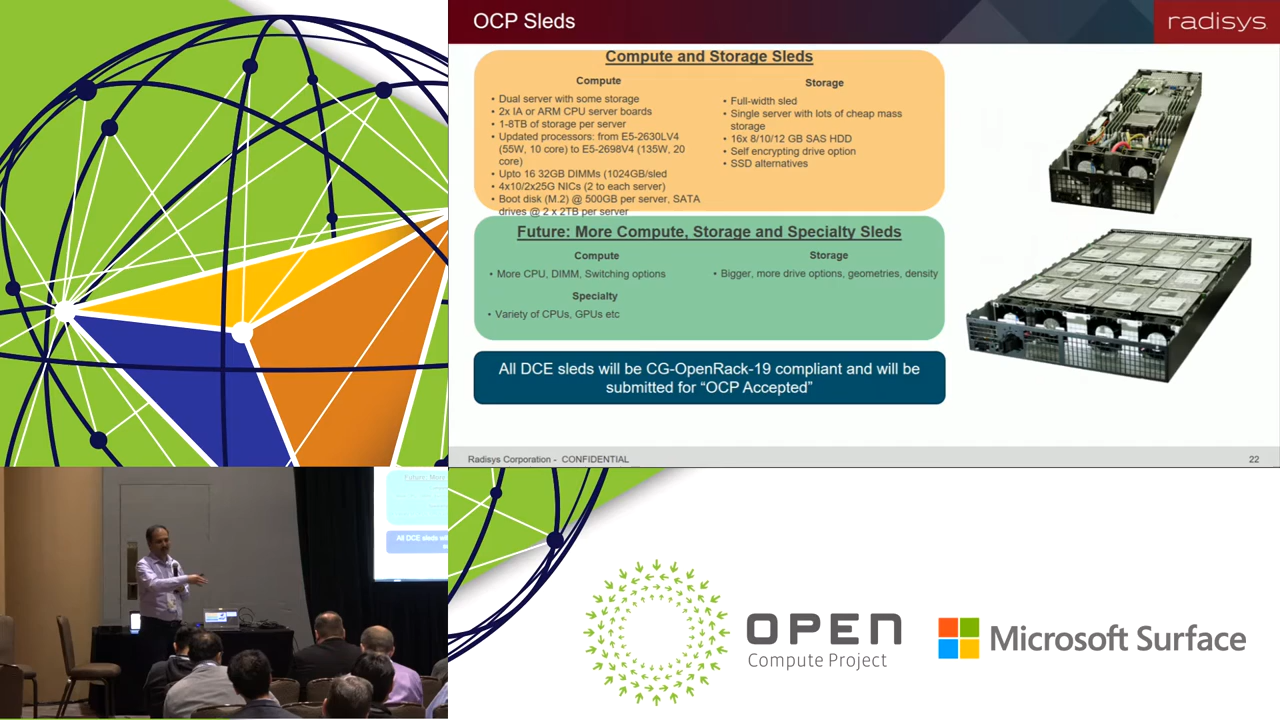 OCP Sleds
radisys
Compute and Storage Sleds
Compute
• Dual server with some storage
• 2x IA or ARM CPU server boards
• 1-8TB of storage per server
• Updated processors: from E5-2630LV4
(55W, 10 core) to E5-2698V4 (135W, 20
core)
• Upto 16 32GB DIMMs (1024GB/sled
• 4x10/2x25G NICs (2 to each server)
• Boot disk (M.2) @ 500GB per server, SATA
drives @ 2 x 2TB per server
Storage
• Full-width sled
• Single server with lots of cheap mass
storage
• 16x 8/10/12 GB SAS HDD
• Self encrypting drive option
• SSD alternatives
Future: More Compute, Storage and Specialty Sleds
Compute
• More CPU, DIMM, Switching options
Storage
• Bigger, more drive options, geometries, density
Specialty
• Variety of CPUs, GPUs etc
All DCE sleds will be CG-OpenRack-19 compliant and will be
submitted for “OCP Accepted”
Radisys Corporation - CONFIDENTIAL
22
Future: More
All DCE sleds wi
OPEN
Compute Project
Microsoft Surface